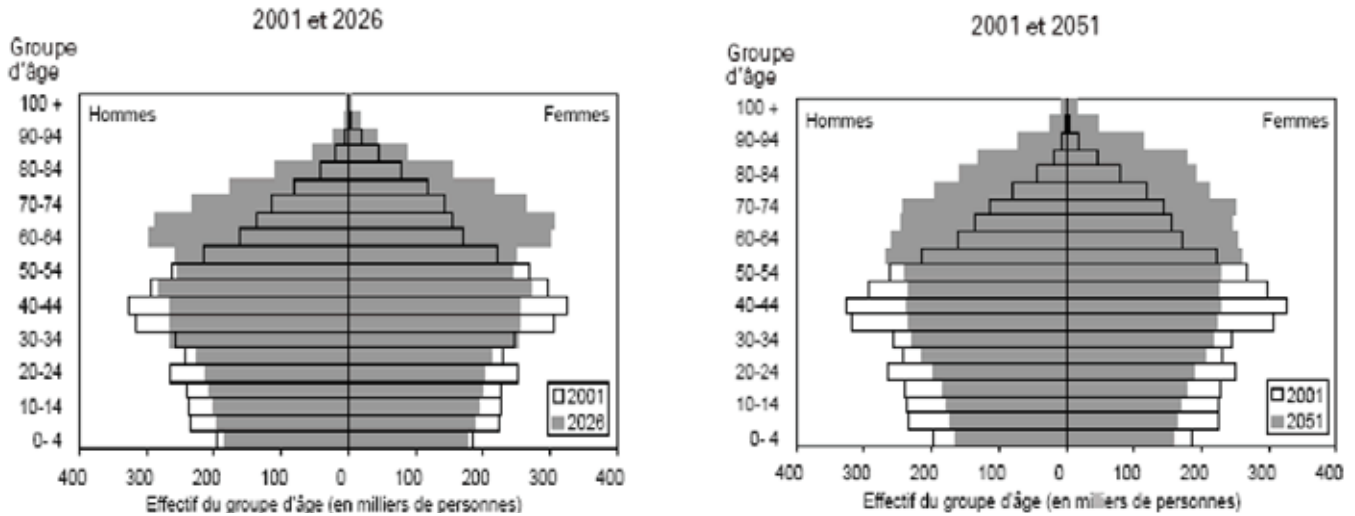 2001 et 2026
Groupe
d'âge
Hommes
Femmes
100 +
90-94
80-84
70-74
60-64
50-54
40-44
30-34
20-24
10-14
0- 4
2001
2026
400 300 200 100 0 100 200 300 400
Effectif du groupe d'âge (en milliers de personnes)
2001 et 2051
Groupe
d'âge
Hommes
Femmes
100 +
90-94
80-84
70-74
60-64
50-54
40-44
30-34
20-24
10-14
0- 4
2001
2051
400 300 200 100 0 100 200 300 400
Effectif du groupe d'âge (en milliers de personnes)